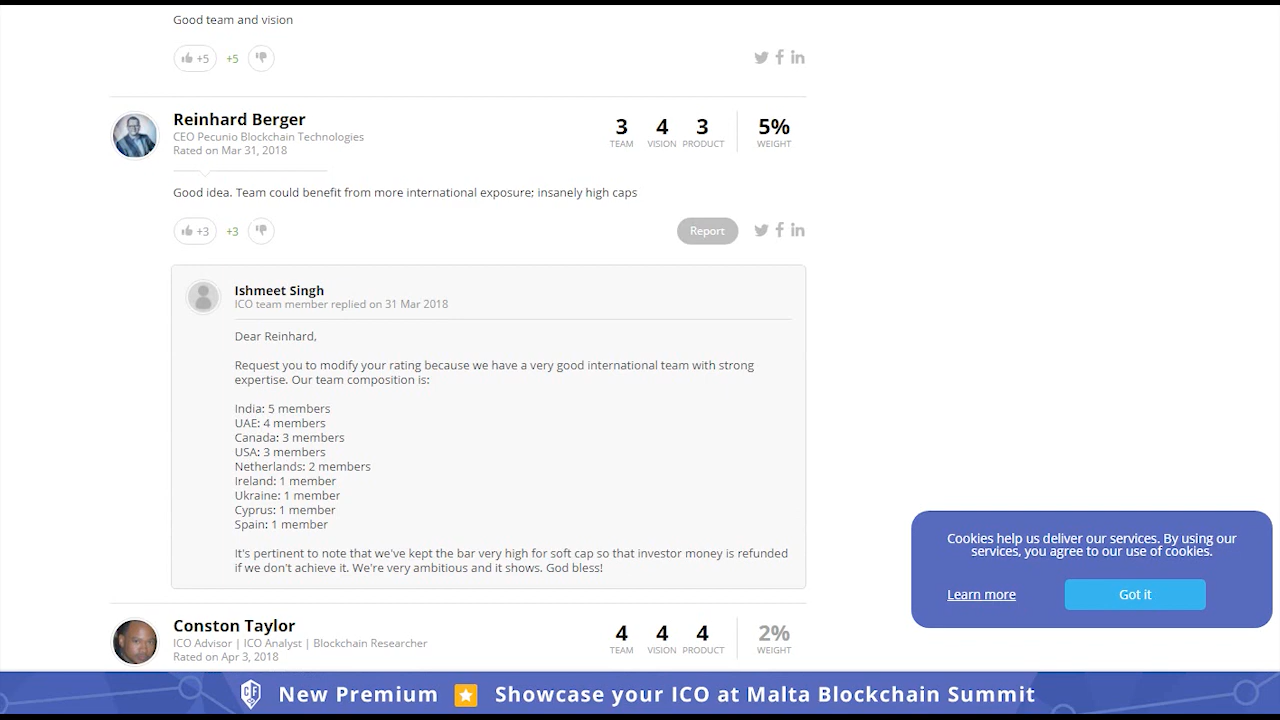 Good team and vision
+5 +5
Reinhard Berger
CEO Pecunio Blockchain Technologies
Rated on Mar 31, 2018
3 4 3 5%
TEAM VISION PRODUCT WEIGHT
Good idea. Team could benefit from more international exposure; insanely high caps
+3 +3 Report
Ishmeet Singh
ICO team member replied on 31 Mar 2018
Dear Reinhard,
Request you to modify your rating because we have a very good international team with strong
expertise. Our team composition is:
India: 5 members
UAE: 4 members
Canada: 3 members
USA: 3 members
Netherlands: 2 members
Ireland: 1 member
Ukraine: 1 member
Cyprus: 1 member
Spain: 1 member
It's pertinent to note that we've kept the bar very high for soft cap so that investor money is refunded
if we don't achieve it. We're very ambitious and it shows. God bless!
Conston Taylor
ICO Advisor | ICO Analyst | Blockchain Researcher
Rated on Apr 3, 2018
4 4 4 2%
TEAM VISION PRODUCT WEIGHT
Cookies help us deliver our services. By using our
services, you agree to our use of cookies.
Learn more Got it
New Premium Showcase your ICO at Malta Blockchain Summit